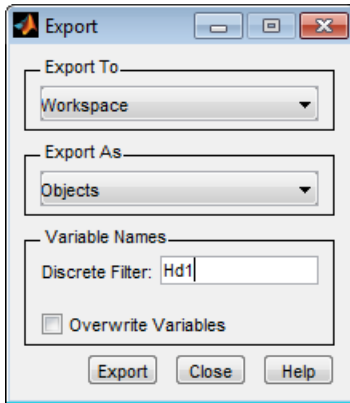 Export
Export To
Workspace
Export As
Objects
Variable Names
Discrete Filter: Hd1
Overwrite Variables
Export Close Help